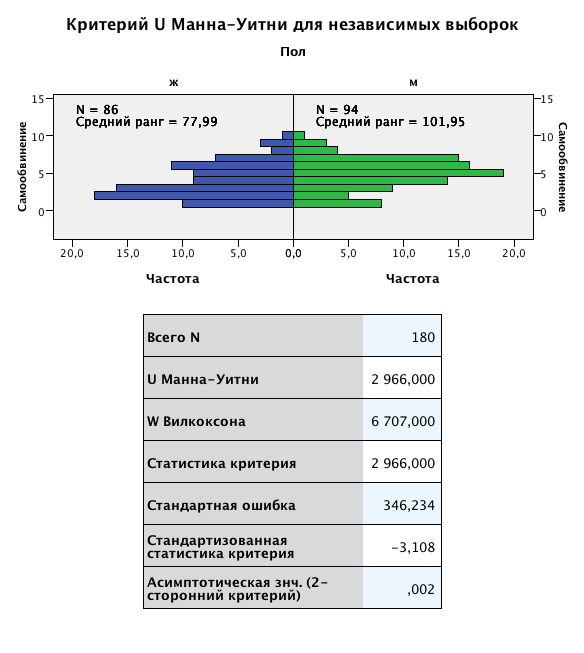 Критерий U Манна-Уитни для независимых выборок
Пол
ж м
N = 86
Средний ранг = 77,99
N = 94
Средний ранг = 101,95
Самообвинение
15
10
5
0
15
10
5
0
Самообвинение
20,0 15,0 10,0 5,0 0,0 5,0 10,0 15,0 20,0
Частота Частота
Всего N 180
U Манна-Уитни 2 966,000
W Вилкоксона 6 707,000
Статистика критерия 2 966,000
Стандартная ошибка 346,234
Стандартизованная
статистика критерия -3,108
Асимптотическая знч. (2-
сторонний критерий) ,002